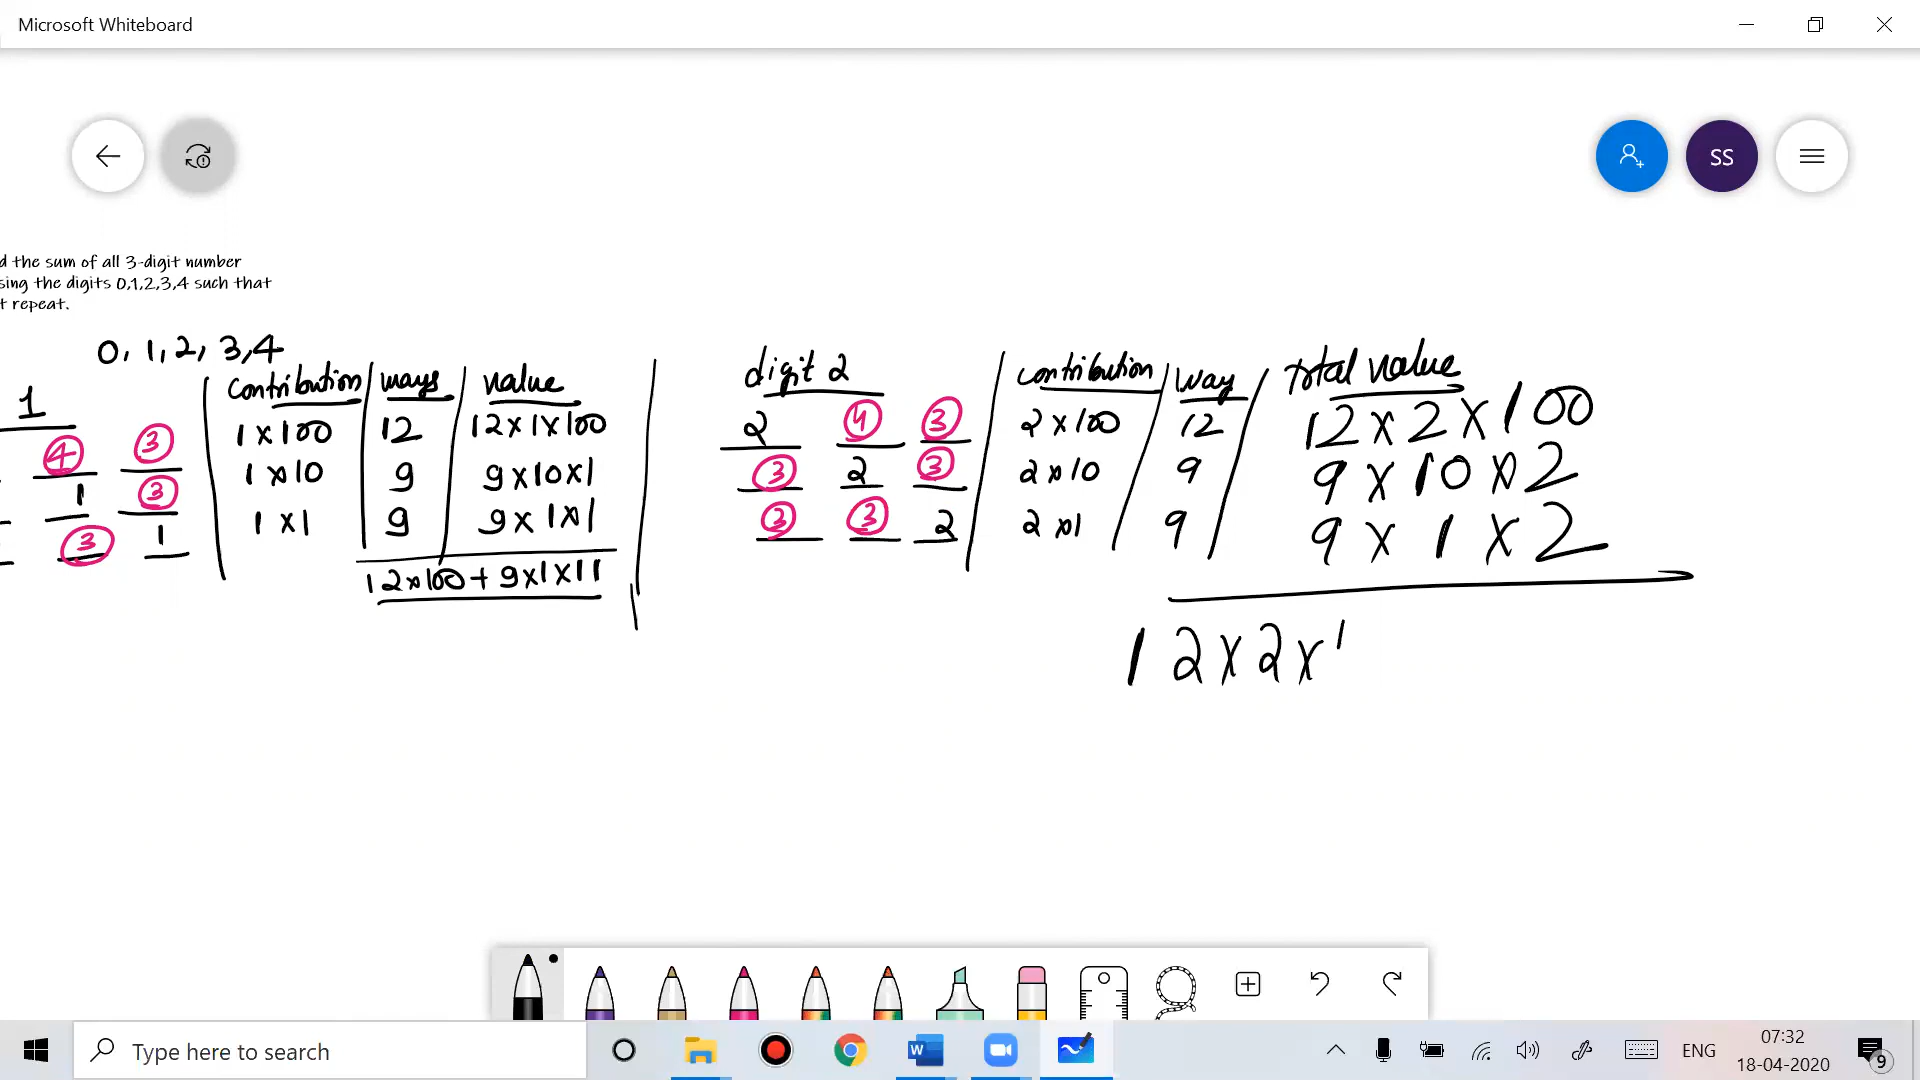 Microsoft Whiteboard
SS
d the sum of all 3-digit number
sing the digits 0,1,2,3,4 such that
t repeat.
0, 1, 2, 3, 4
1
4 3
1 3
3 1
contribution ways value
1 x 100 12 12 x 1 x 100
1 x 10 9 9 x 10 x 1
1 x 1 9 9 x 1 x 1
12 x 100 + 9 x 1 x 11
digit 2 contribution way total value
2 4 3 2 x 100 12 12 x 2 x 100
3 2 3 2 x 10 9 9 x 10 x 2
3 3 2 2 x 1 9 9 x 1 x 2
12 x 2 x 1
Type here to search
ENG
07:32
18-04-2020
9